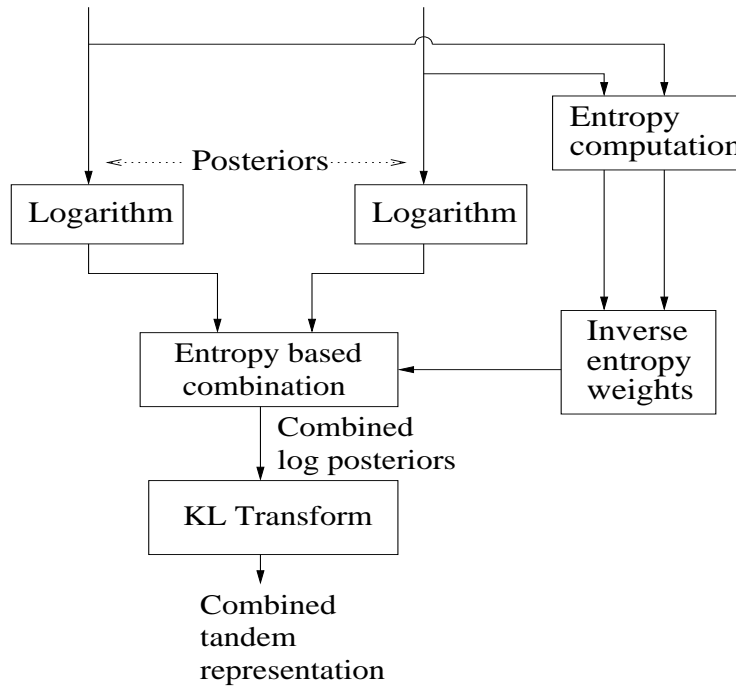 Entropy
computation
Posteriors
Logarithm
Logarithm
Entropy based
combination
Inverse
entropy
weights
Combined
log posteriors
KL Transform
Combined
tandem
representation